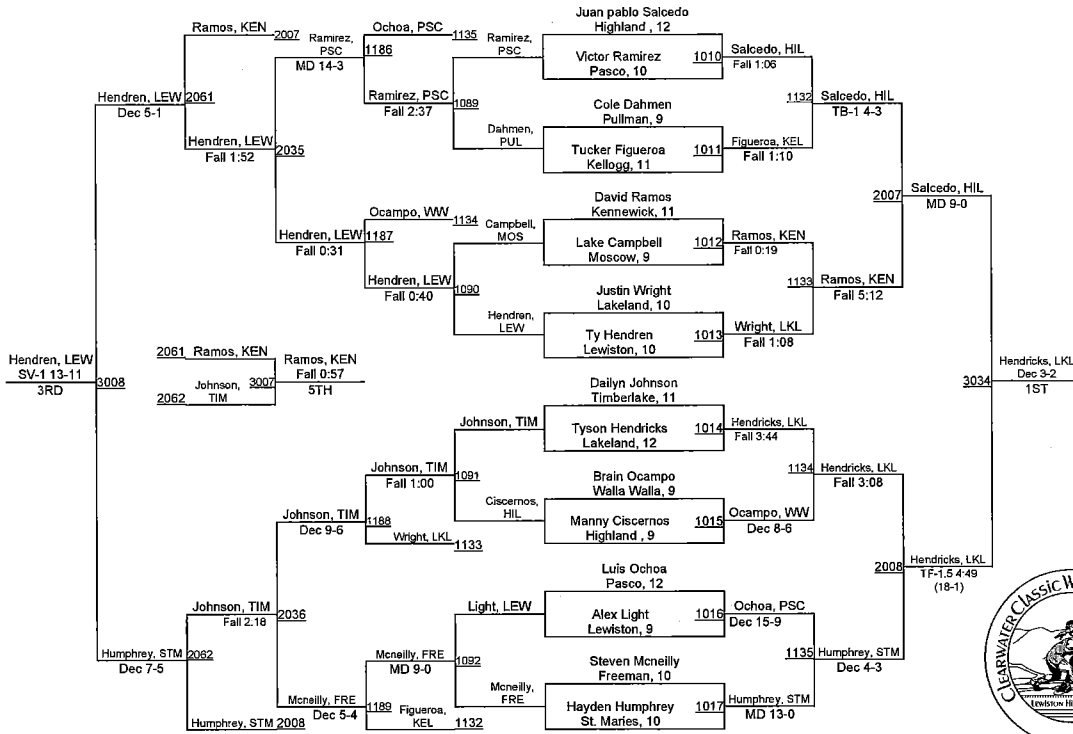 Juan pablo Salcedo
Highland , 12
Victor Ramirez 1010
Pasco, 10
Salcedo, HIL
Fall 1:06
Cole Dahmen
Pullman, 9
Tucker Figueroa 1011
Kellogg, 11
Figueroa, KEL
Fall 1:10
1132 Salcedo, HIL
TB-1 4-3
David Ramos
Kennewick, 11
Lake Campbell 1012
Moscow, 9
Ramos, KEN
Fall 0:19
Justin Wright
Lakeland, 10
Ty Hendren 1013
Lewiston, 10
Wright, LKL
Fall 1:08
1133 Ramos, KEN
Fall 5:12
2007 Salcedo, HIL
MD 9-0
Dailyn Johnson
Timberlake, 11
Tyson Hendricks 1014
Lakeland, 12
Hendricks, LKL
Fall 3:44
Brain Ocampo
Walla Walla, 9
Manny Ciscernos 1015
Highland , 9
Ocampo, WW
Dec 8-6
1134 Hendricks, LKL
Fall 3:08
Luis Ochoa
Pasco, 12
Alex Light 1016
Lewiston, 9
Ochoa, PSC
Dec 15-9
Steven Mcneilly
Freeman, 10
Hayden Humphrey 1017
St. Maries, 10
Humphrey, STM
MD 13-0
1135 Humphrey, STM
Dec 4-3
2008 Hendricks, LKL
TF-1.5 4:49
(18-1)
3034 Hendricks, LKL
Dec 3-2
1ST
Ramirez,
PSC
Dahmen,
PUL
1089
Ochoa, PSC 1135
Ramirez, PSC
Fall 2:37
1186
Ramirez,
PSC
MD 14-3
Campbell,
MOS
Hendren,
LEW
1090
Ocampo, WW 1134
Hendren, LEW
Fall 0:40
1187
Hendren, LEW
Fall 0:31
2035
Ramos, KEN 2007
Hendren, LEW
Fall 1:52
2061
Hendren, LEW
Dec 5-1
2061 Ramos, KEN
2062 Johnson,
TIM
3007 Ramos, KEN
Fall 0:57
5TH
Hendren, LEW
SV-1 13-11
3RD
3008
Johnson, TIM
Ciscernos,
HIL
1091
Johnson, TIM
Fall 1:00
Wright, LKL 1133
1188
Johnson, TIM
Dec 9-6
Light, LEW
Mcneilly,
FRE
1092
Mcneilly, FRE
MD 9-0
Figueroa,
KEL 1132
1189
Mcneilly, FRE
Dec 5-4
2036
Johnson, TIM
Fall 2.18
Humphrey, STM 2008
2062
Humphrey, STM
Dec 7-5
CLEARWATER CLASSIC